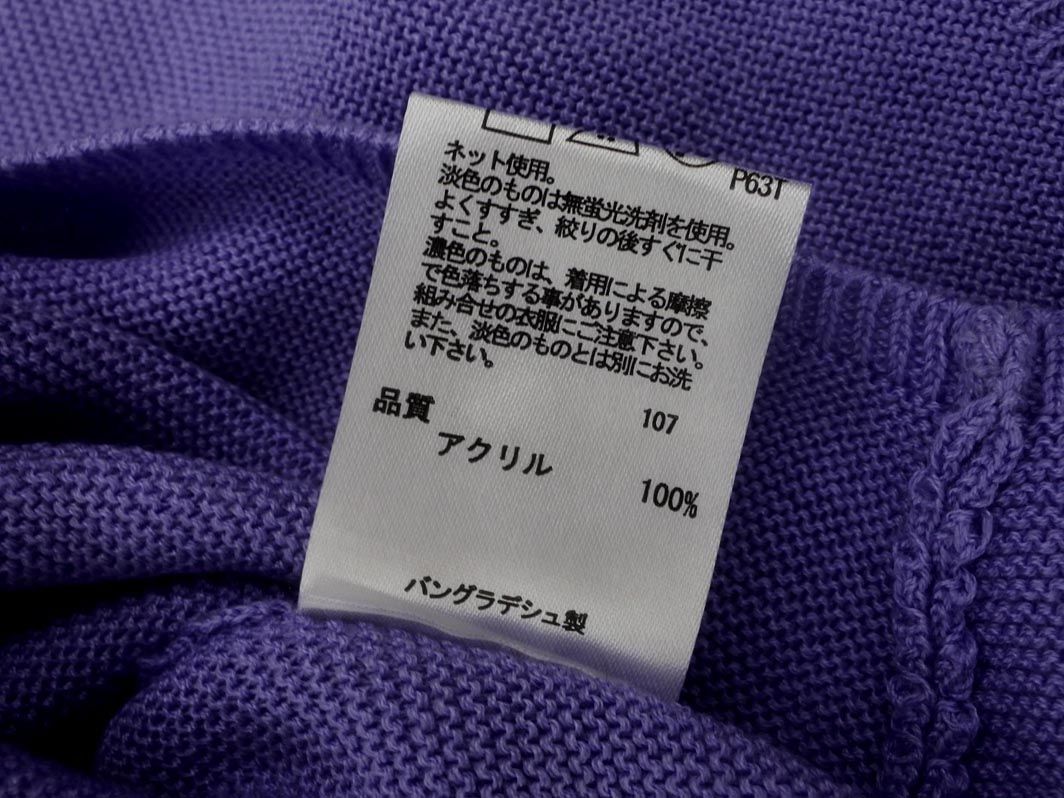 P63T
ネット使用。
淡色のものは無蛍光洗剤を使用。
よくすすぎ、絞りの後すぐに干
すこと。
濃色のものは、着用による摩擦
で色落ちする事がありますので、
組み合せの衣服にご注意下さい。
また、淡色のものとは別にお洗
い下さい。
107
品質
アクリル 100%
バングラデシュ製